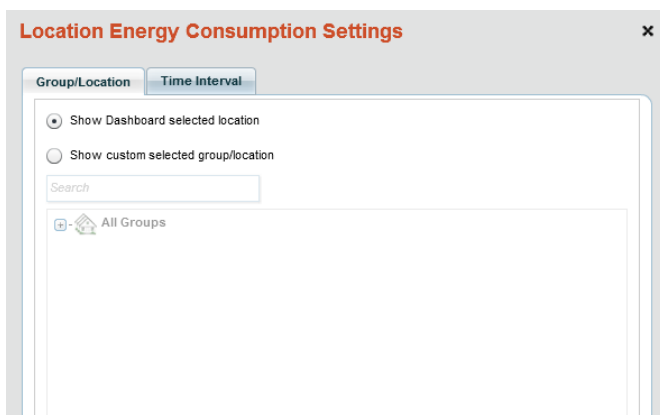 Location Energy Consumption Settings
Group/Location
Time Interval
Show Dashboard selected location
Show custom selected group/location
Search
All Groups